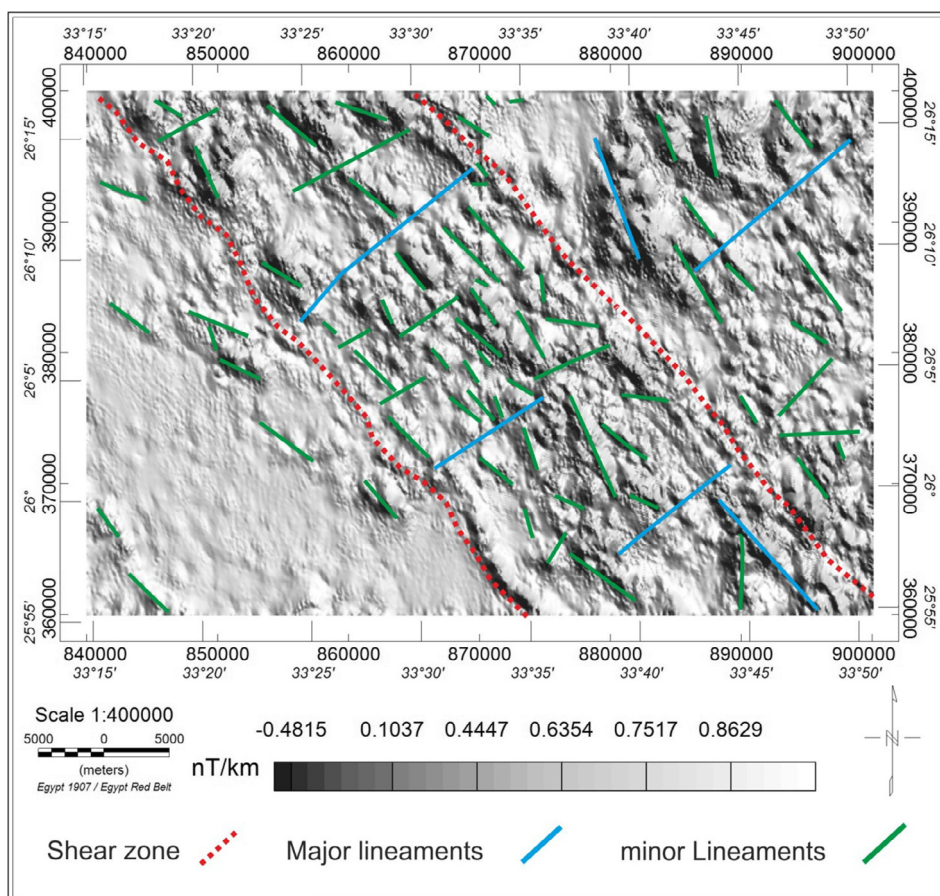 33°15' 33°20' 33°25' 33°30' 33°35' 33°40' 33°45' 33°50'
840000 850000 860000 870000 880000 890000 900000
400000 400000
26°15' 26°15'
390000 390000
26°10' 26°10'
380000 380000
26°5' 26°5'
370000 370000
26° 26°
360000 360000
25°55' 25°55'
840000 850000 860000 870000 880000 890000 900000
33°15' 33°20' 33°25' 33°30' 33°35' 33°40' 33°45' 33°50'
Scale 1:400000
5000 0 5000
(meters)
Egypt 1907 / Egypt Red Belt
-0.4815 0.1037 0.4447 0.6354 0.7517 0.8629
nT/km
N
Shear zone Major lineaments minor Lineaments